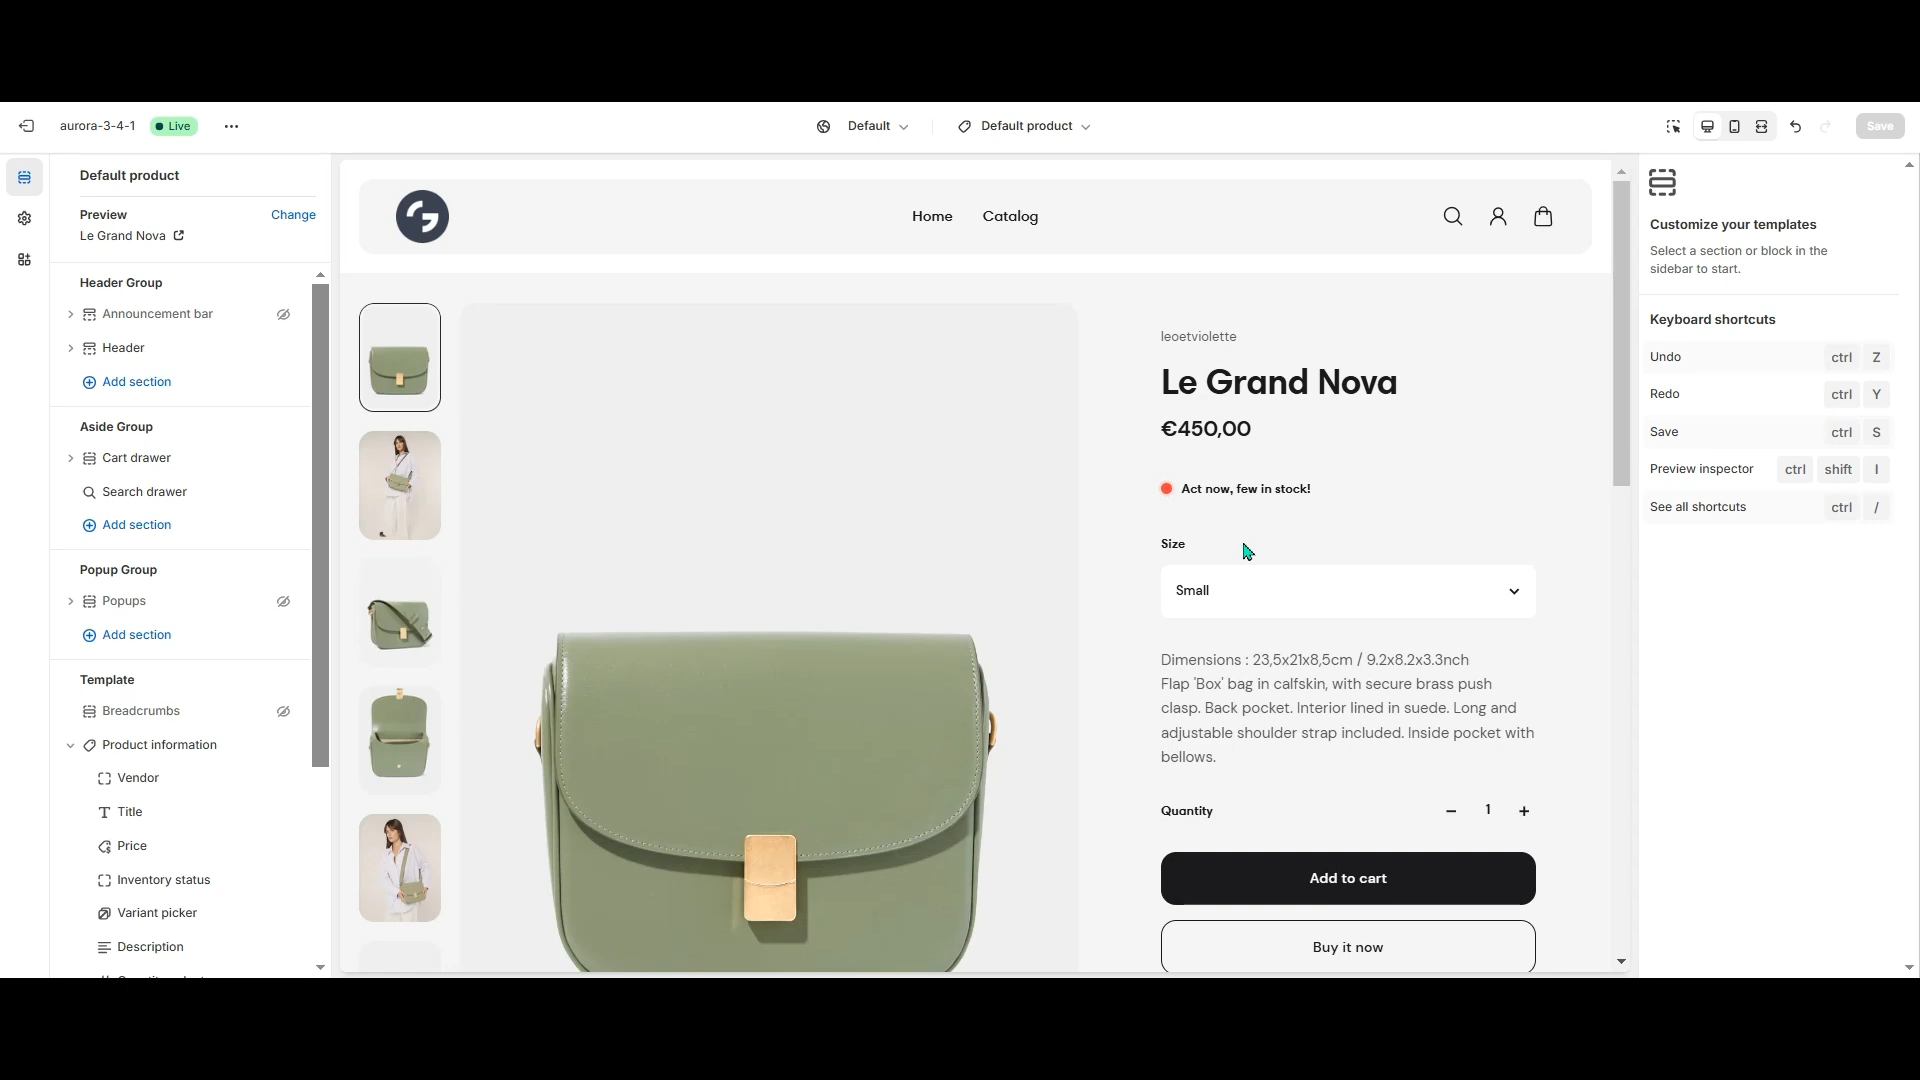 aurora-3-4-1
Live
Default
Default product
Save
Default product
Preview
Change
Le Grand Nova
Header Group
Announcement bar
Header
Add section
Aside Group
Cart drawer
Search drawer
Add section
Popup Group
Popups
Add section
Template
Breadcrumbs
Product information
Vendor
Title
Price
Inventory status
Variant picker
Description
Home
Catalog
leoetviolette
Le Grand Nova
€450,00
Act now, few in stock!
Size
Small
Dimensions : 23,5x21x8,5cm / 9.2x8.2x3.3nch
Flap 'Box' bag in calfskin, with secure brass push
clasp. Back pocket. Interior lined in suede. Long and
adjustable shoulder strap included. Inside pocket with
bellows.
Quantity
1
Add to cart
Buy it now
Customize your templates
Select a section or block in the
sidebar to start.
Keyboard shortcuts
Undo ctrl Z
Redo ctrl Y
Save ctrl S
Preview inspector ctrl shift I
See all shortcuts ctrl /